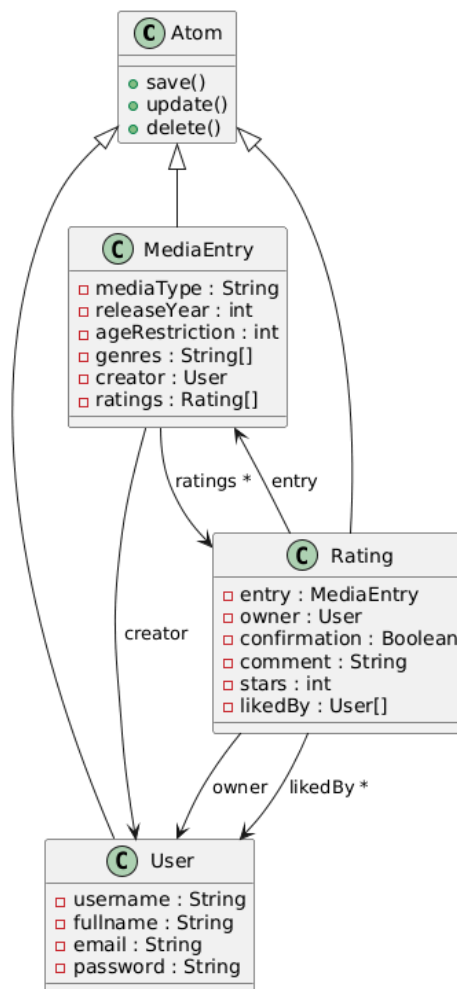 C Atom
save()
update()
delete()
C MediaEntry
mediaType : String
releaseYear : int
ageRestriction : int
genres : String[]
creator : User
ratings : Rating[]
ratings *
entry
C Rating
entry : MediaEntry
owner : User
confirmation : Boolean
comment : String
stars : int
likedBy : User[]
creator
owner
likedBy *
C User
username : String
fullname : String
email : String
password : String